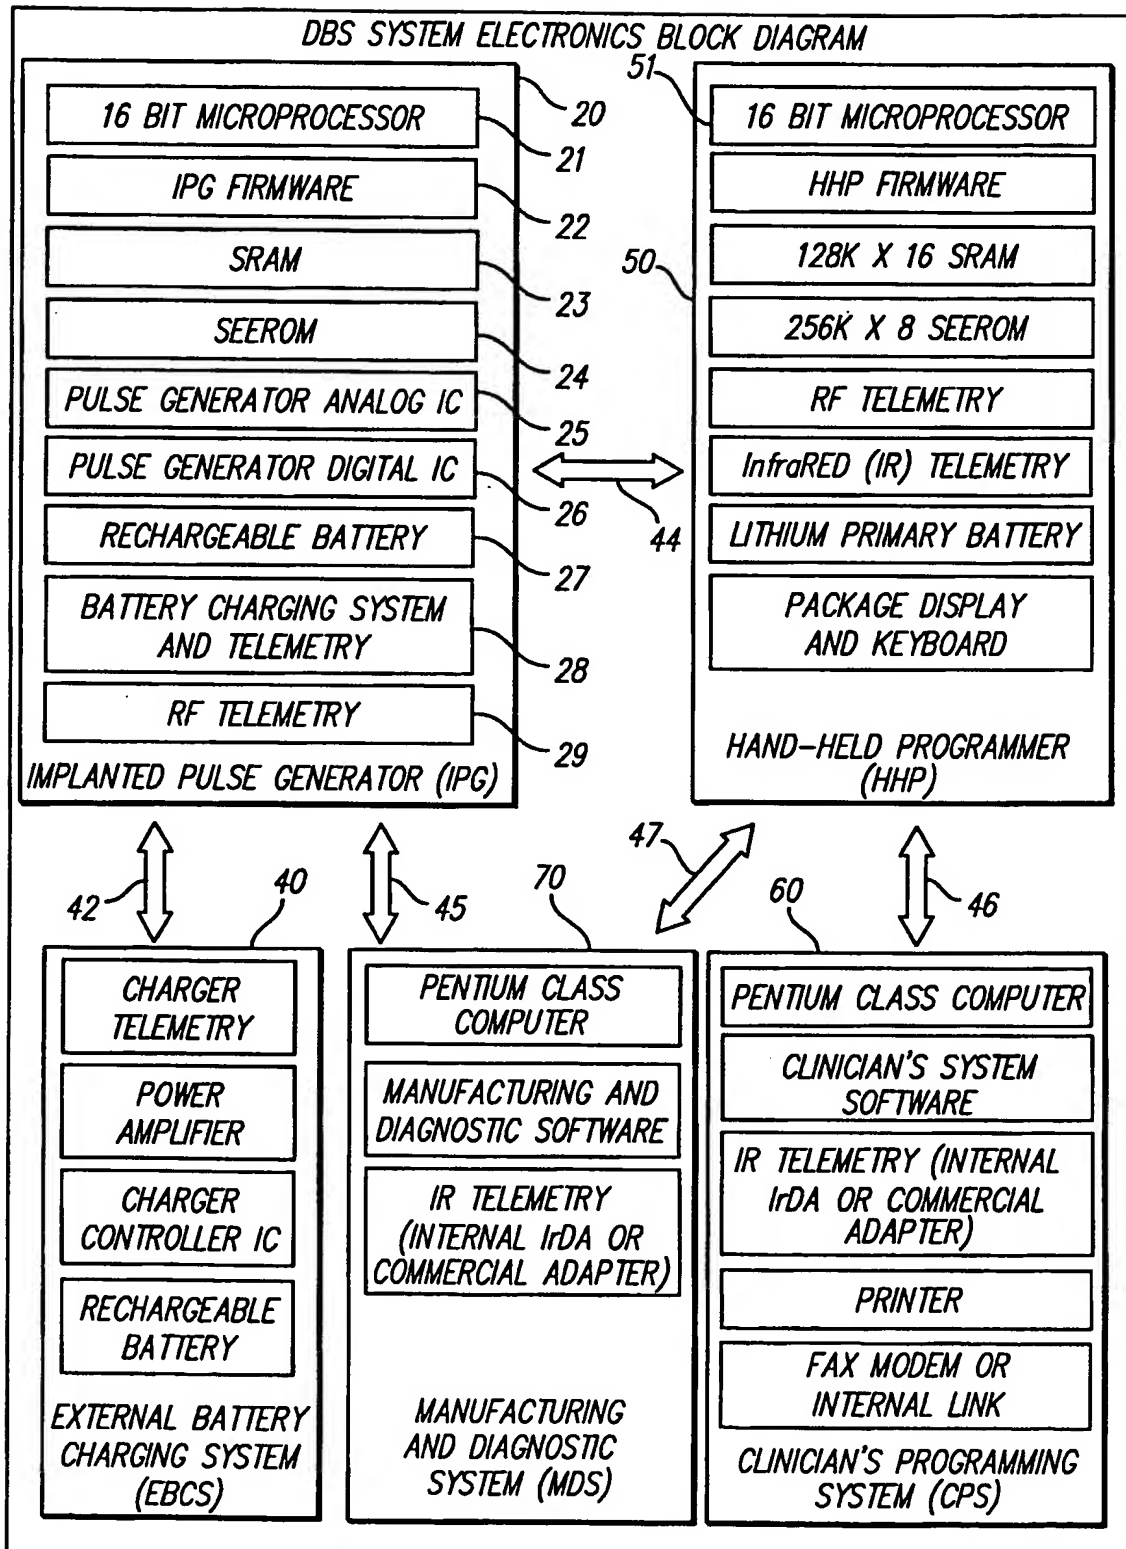 DBS SYSTEM ELECTRONICS BLOCK DIAGRAM
20
16 BIT MICROPROCESSOR
21
IPG FIRMWARE
22
SRAM
23
SEEROM
24
PULSE GENERATOR ANALOG IC
25
PULSE GENERATOR DIGITAL IC
26
RECHARGEABLE BATTERY
27
BATTERY CHARGING SYSTEM
AND TELEMETRY
28
RF TELEMETRY
29
IMPLANTED PULSE GENERATOR (IPG)
44
51
16 BIT MICROPROCESSOR
HHP FIRMWARE
50
128K X 16 SRAM
256K X 8 SEEROM
RF TELEMETRY
InfraRED (IR) TELEMETRY
LITHIUM PRIMARY BATTERY
PACKAGE DISPLAY
AND KEYBOARD
HAND-HELD PROGRAMMER
(HHP)
42
40
45
70
47
60
46
CHARGER
TELEMETRY
POWER
AMPLIFIER
CHARGER
CONTROLLER IC
RECHARGEABLE
BATTERY
EXTERNAL BATTERY
CHARGING SYSTEM
(EBCS)
PENTIUM CLASS
COMPUTER
MANUFACTURING AND
DIAGNOSTIC SOFTWARE
IR TELEMETRY
(INTERNAL IrDA OR
COMMERCIAL ADAPTER)
MANUFACTURING
AND DIAGNOSTIC
SYSTEM (MDS)
PENTIUM CLASS COMPUTER
CLINICIAN'S SYSTEM
SOFTWARE
IR TELEMETRY (INTERNAL
IrDA OR COMMERCIAL
ADAPTER)
PRINTER
FAX MODEM OR
INTERNAL LINK
CLINICIAN'S PROGRAMMING
SYSTEM (CPS)